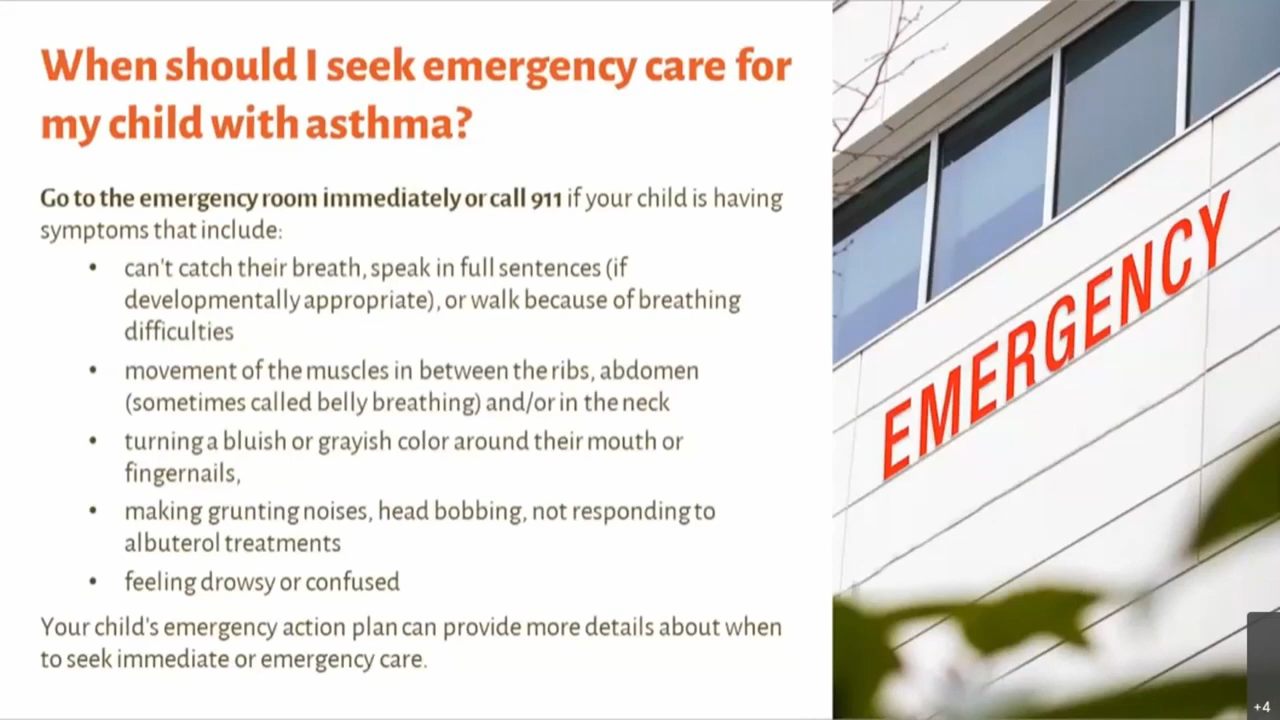 When should I seek emergency care for
my child with asthma?
Go to the emergency room immediately or call 911 if your child is having
symptoms that include:
• can't catch their breath, speak in full sentences (if
developmentally appropriate), or walk because of breathing
difficulties
• movement of the muscles in between the ribs, abdomen
(sometimes called belly breathing) and/or in the neck
• turning a bluish or grayish color around their mouth or
fingernails,
• making grunting noises, head bobbing, not responding to
albuterol treatments
• feeling drowsy or confused
Your child's emergency action plan can provide more details about when
to seek immediate or emergency care.
EMERGENCY
+4